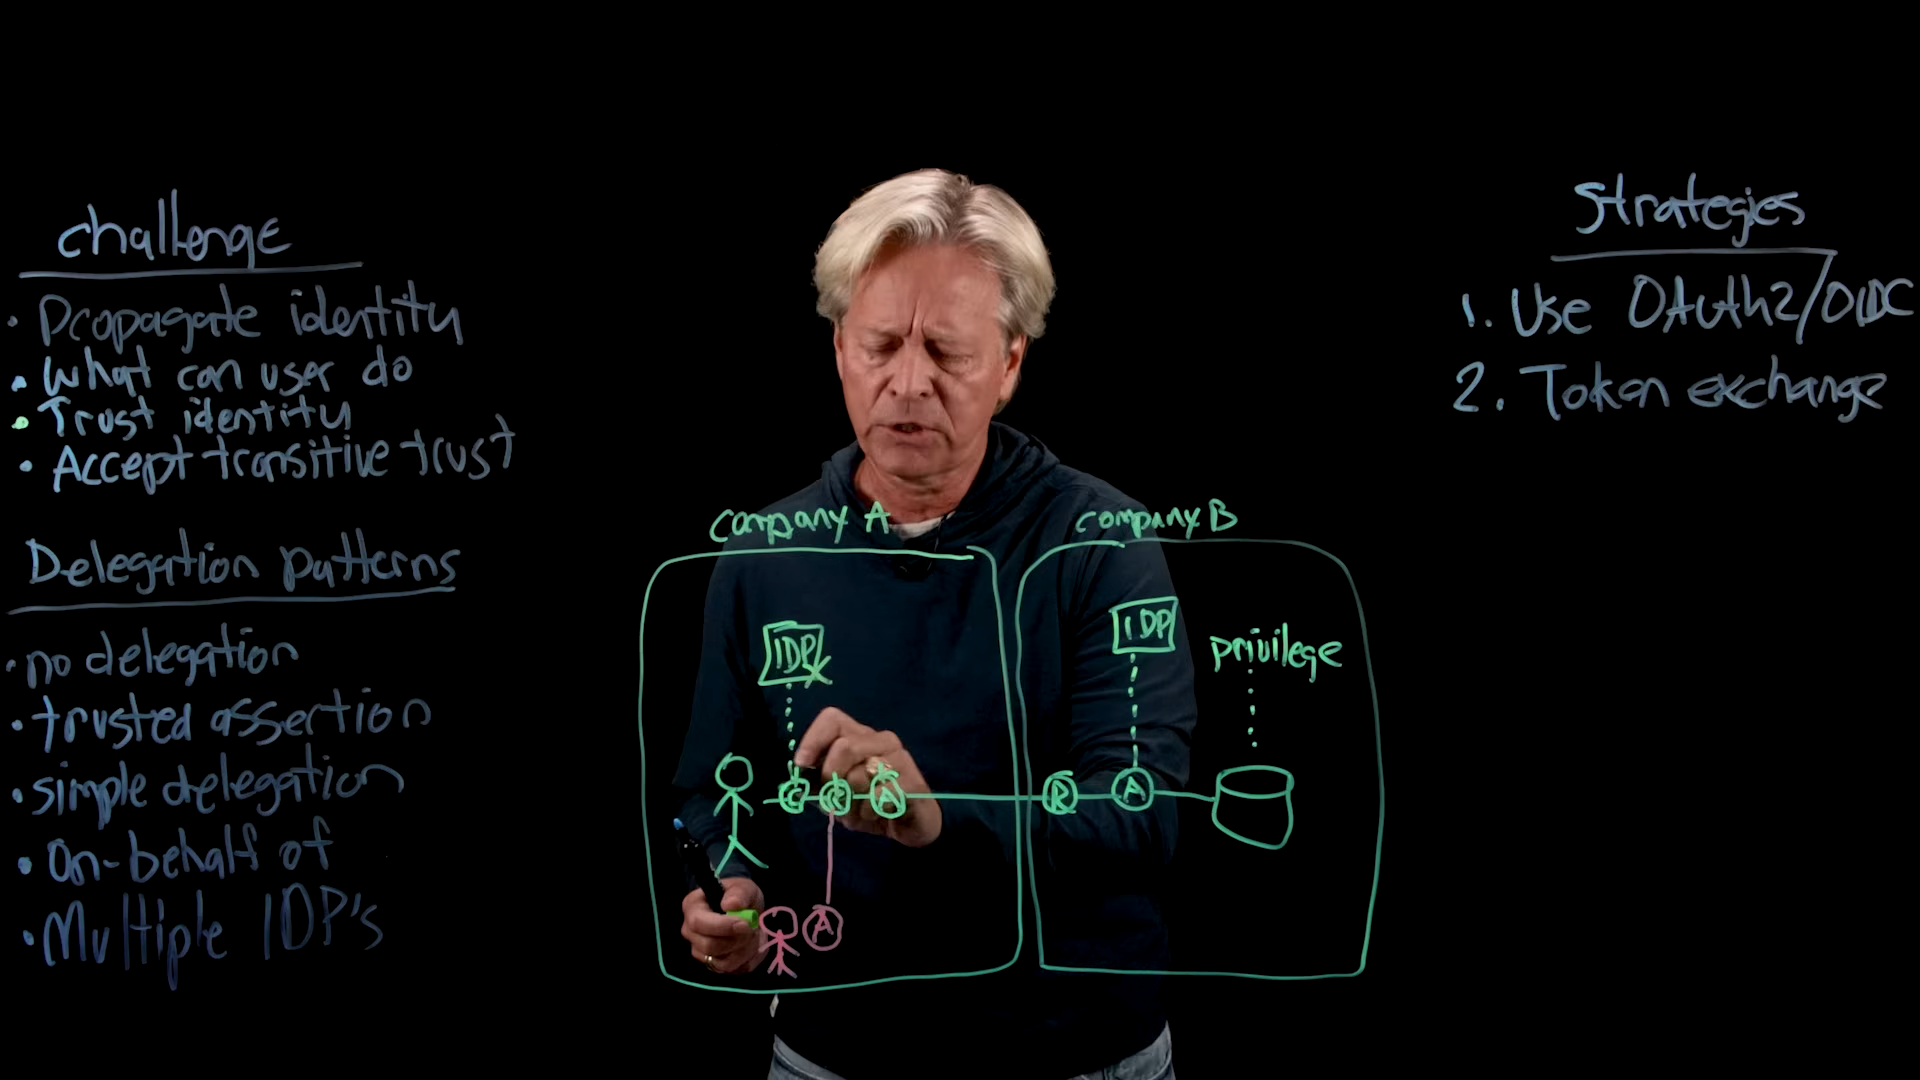 challenge
• Propagate identity
• What can user do
• Trust identity
• Accept transitive trust
Delegation patterns
• no delegation
• trusted assertion
• simple delegation
• On-behalf of
• Multiple IDP's
company A
IDP
C
R
A
A
company B
IDP
privilege
R
A
Strategies
1. Use OAuth2/OIDC
2. Token exchange